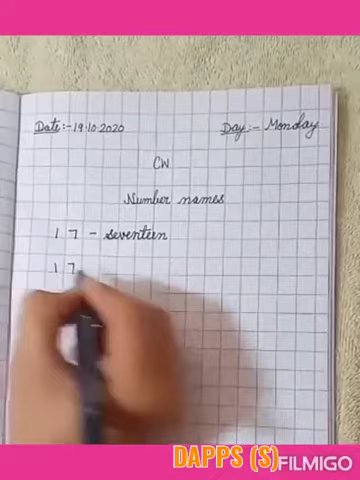 Date:- 19.10.2020 Day:- Monday
CW
Number names
17 - seventeen
17
DAPPS (S) FILMIGO